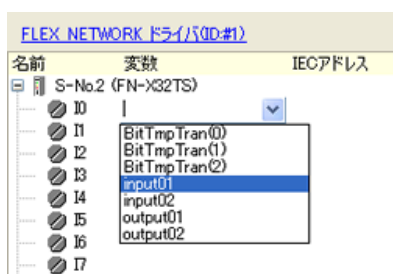 FLEX NETWORK ドライバ(ID:#1)
名前 変数 IECアドレス
S-No.2 (FN-X32TS)
I0
I1
BitTmpTran(0)
BitTmpTran(1)
I2
BitTmpTran(2)
I3
input01
I4
input02
I5
output01
I6
output02
I7